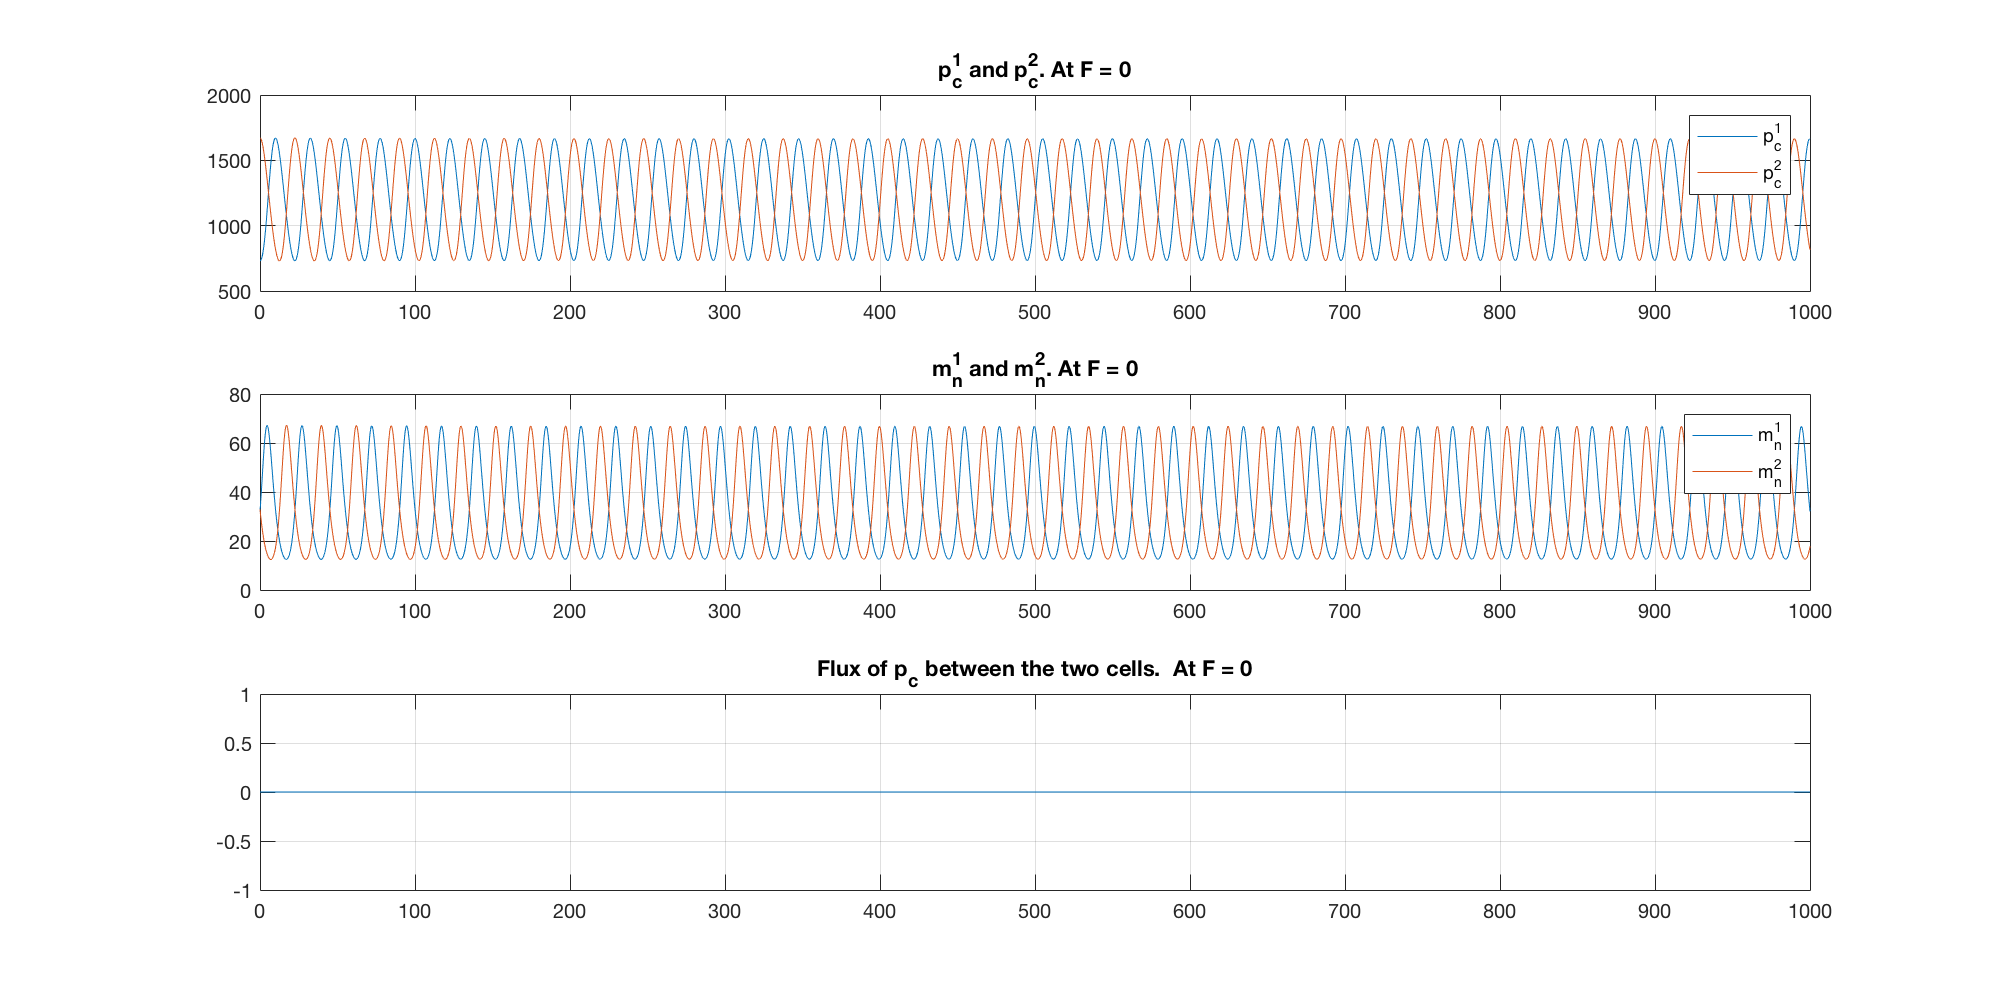 p_c^1 and p_c^2. At F = 0
2000
1500
1000
500
0 100 200 300 400 500 600 700 800 900 1000
p_c^1
p_c^2
m_n^1 and m_n^2. At F = 0
80
60
40
20
0
0 100 200 300 400 500 600 700 800 900 1000
m_n^1
m_n^2
Flux of p_c between the two cells. At F = 0
1
0.5
0
-0.5
-1
0 100 200 300 400 500 600 700 800 900 1000